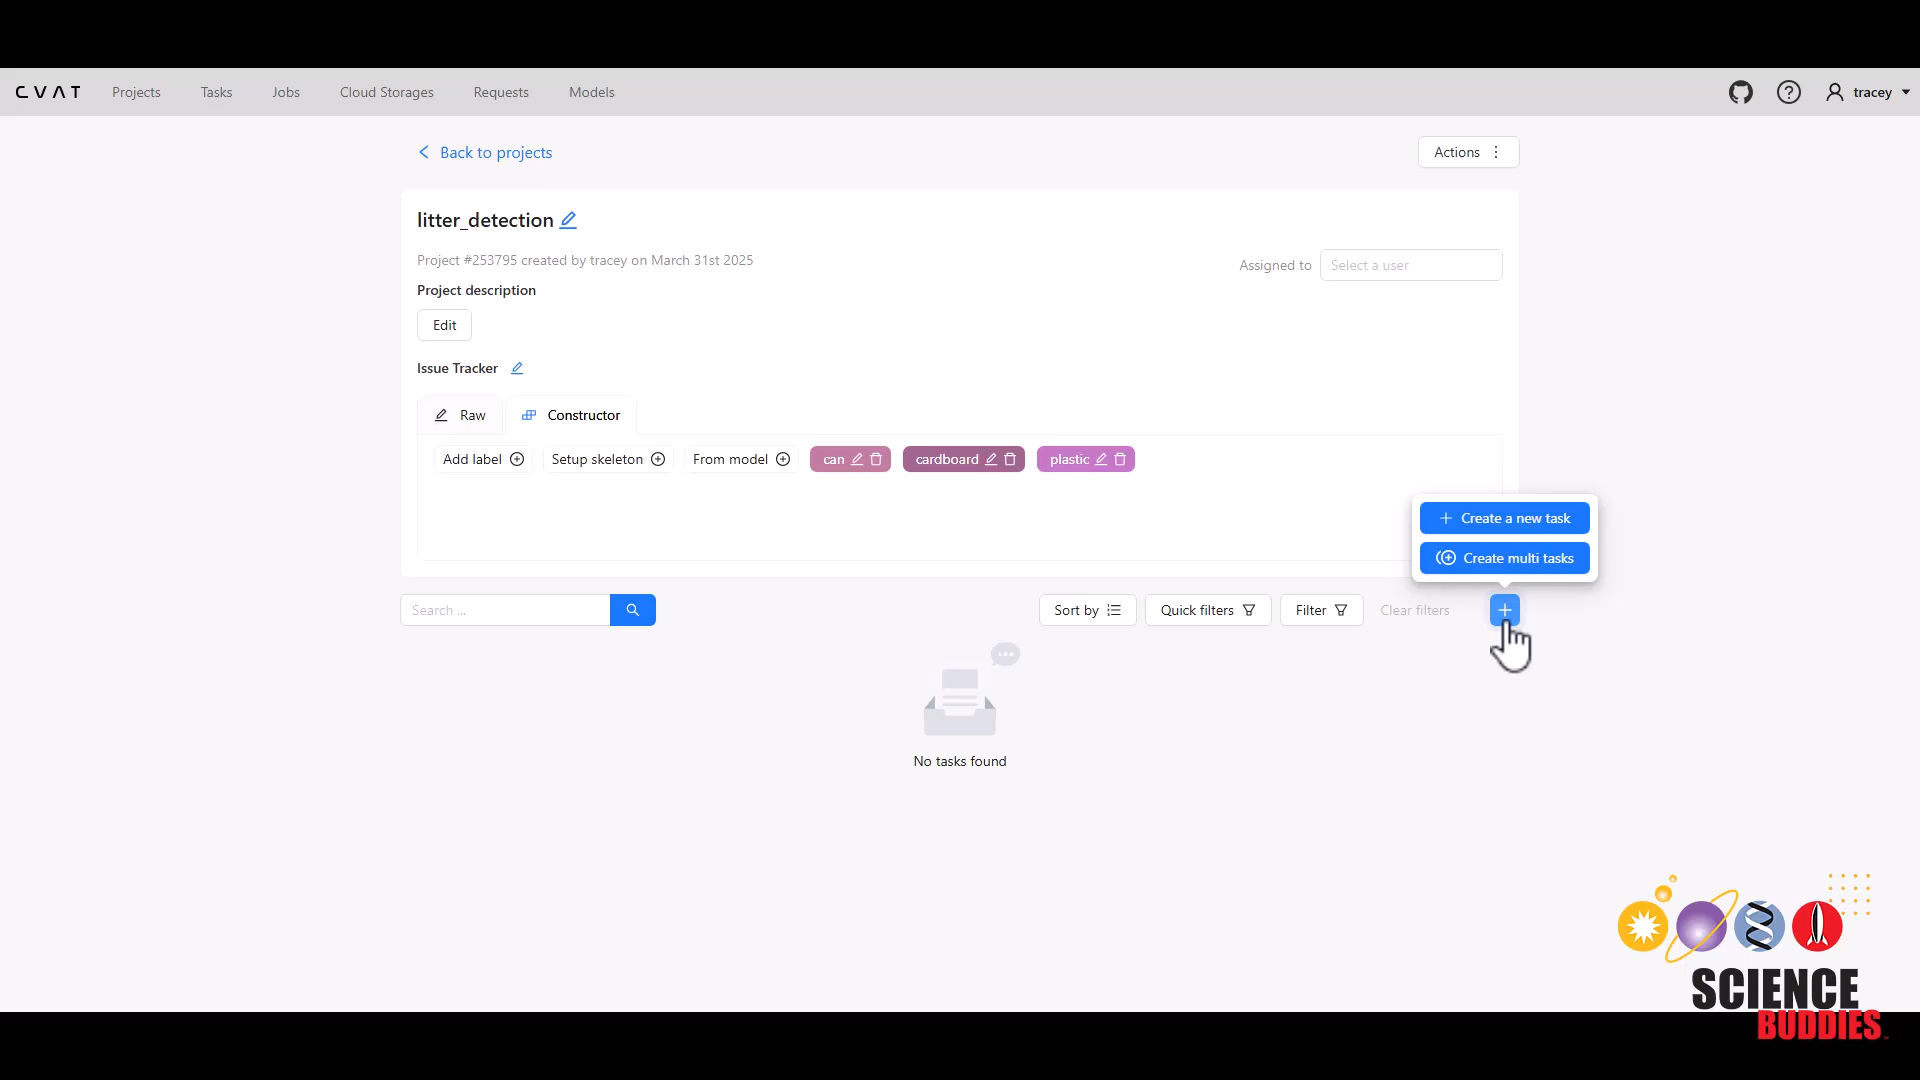 CVAT Projects Tasks Jobs Cloud Storages Requests Models tracey
Back to projects Actions
litter_detection
Project #253795 created by tracey on March 31st 2025
Assigned to Select a user
Project description
Edit
Issue Tracker
Raw Constructor
Add label Setup skeleton From model can cardboard plastic
Create a new task
Create multi tasks
Search ... Sort by Quick filters Filter Clear filters
No tasks found
SCIENCE
BUDDIES